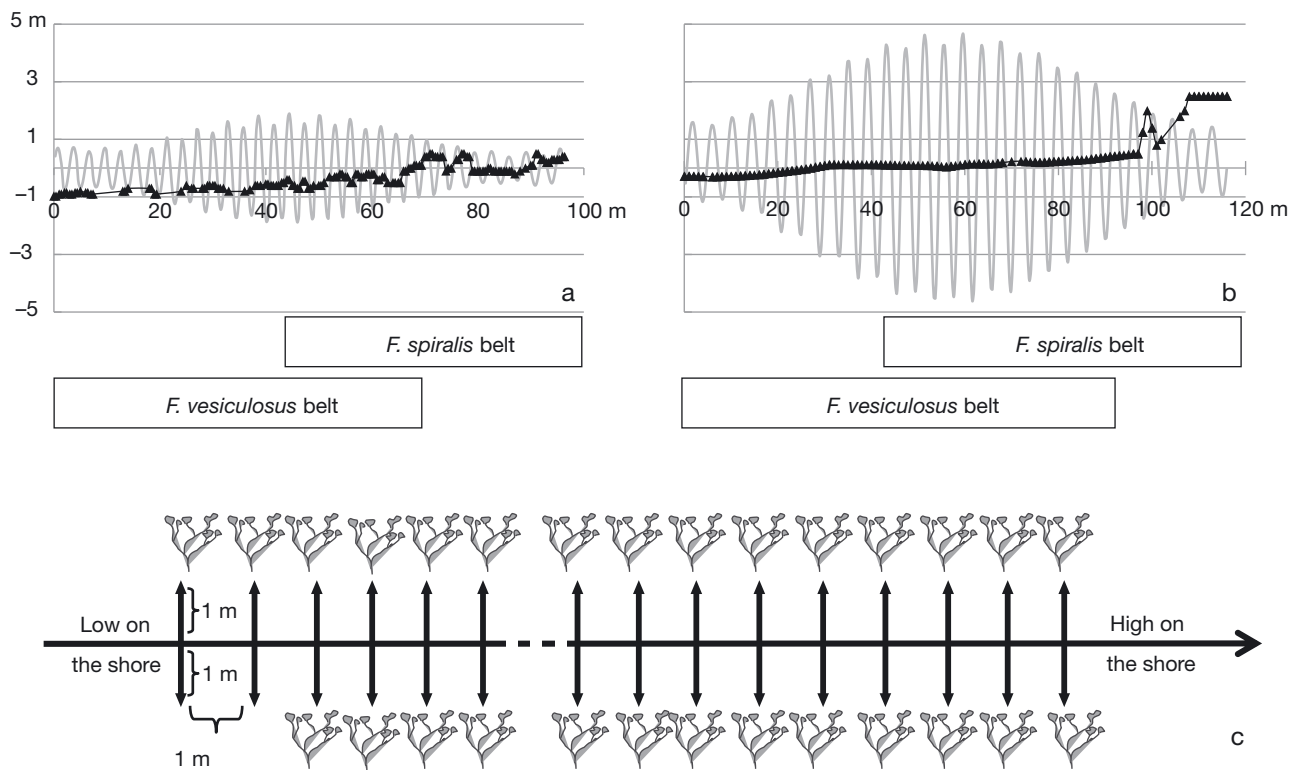 5 m
3
1
–1
–3
–5
0
20
40
60
80
100 m
a
F. spiralis belt
F. vesiculosus belt
0
20
40
60
80
100
120 m
b
F. spiralis belt
F. vesiculosus belt
Low on
the shore
1 m
1 m
1 m
High on
the shore
c